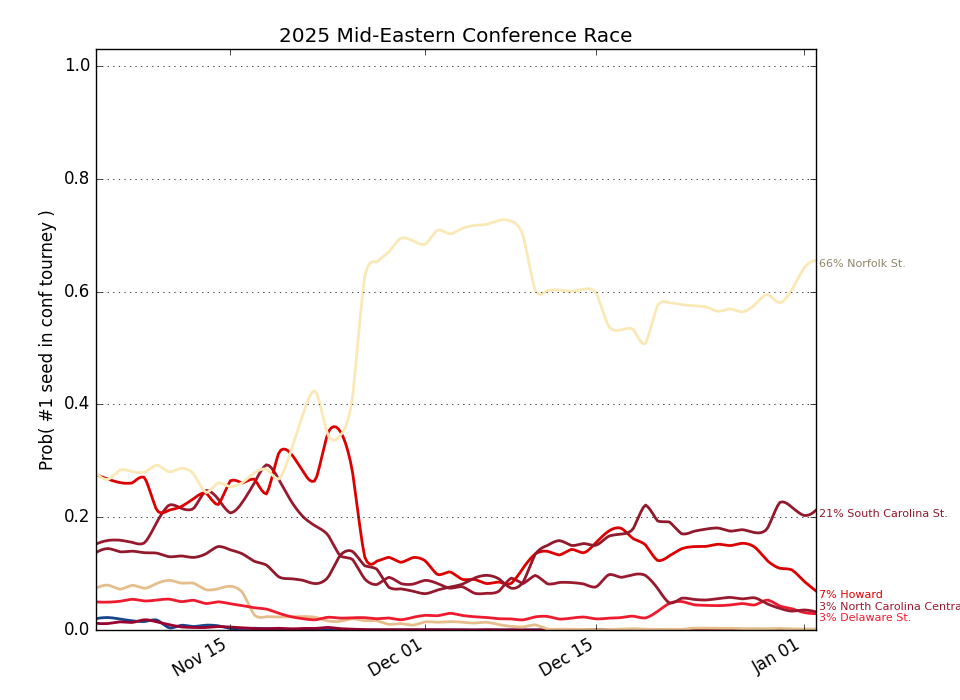 2025 Mid-Eastern Conference Race
Prob( #1 seed in conf tourney )
1.0
0.8
0.6
0.4
0.2
0.0
Nov 15
Dec 01
Dec 15
Jan 01
66% Norfolk St.
21% South Carolina St.
7% Howard
3% North Carolina Centra
3% Delaware St.